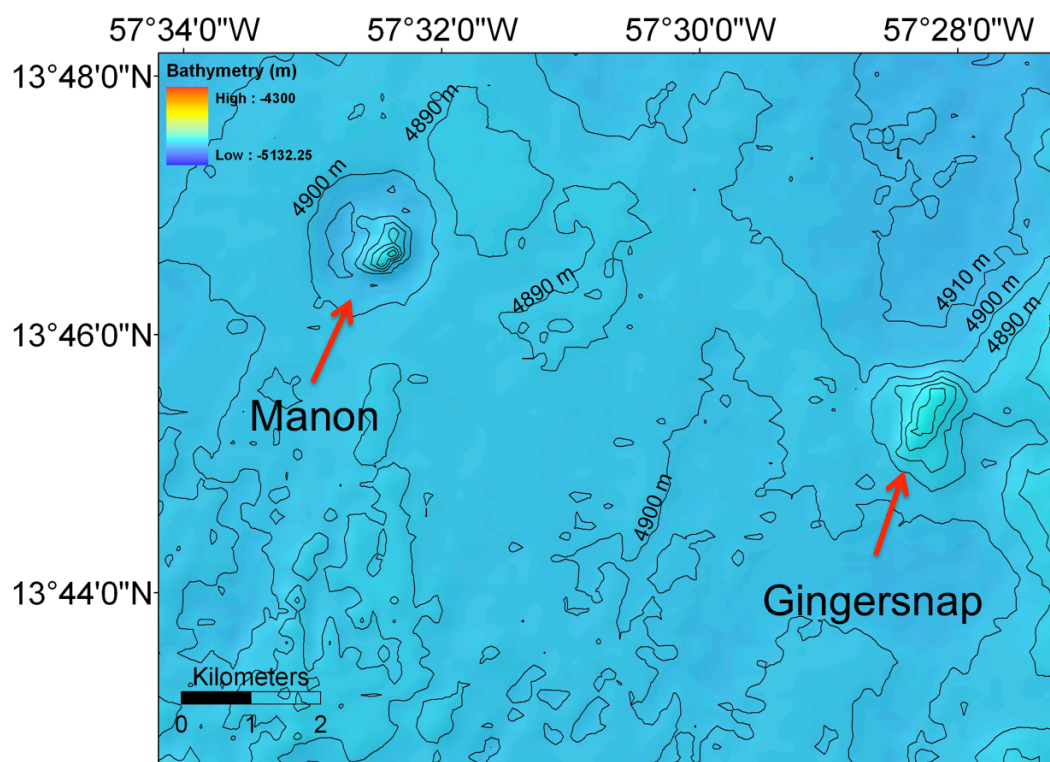 57°34'0"W 57°32'0"W 57°30'0"W 57°28'0"W
13°48'0"N
Bathymetry (m)
High : -4300
Low : -5132.25
4890 m
4900 m
4890 m
4910 m
4900 m
4890 m
13°46'0"N
Manon
4900 m
13°44'0"N
Gingersnap
Kilometers
0 1 2